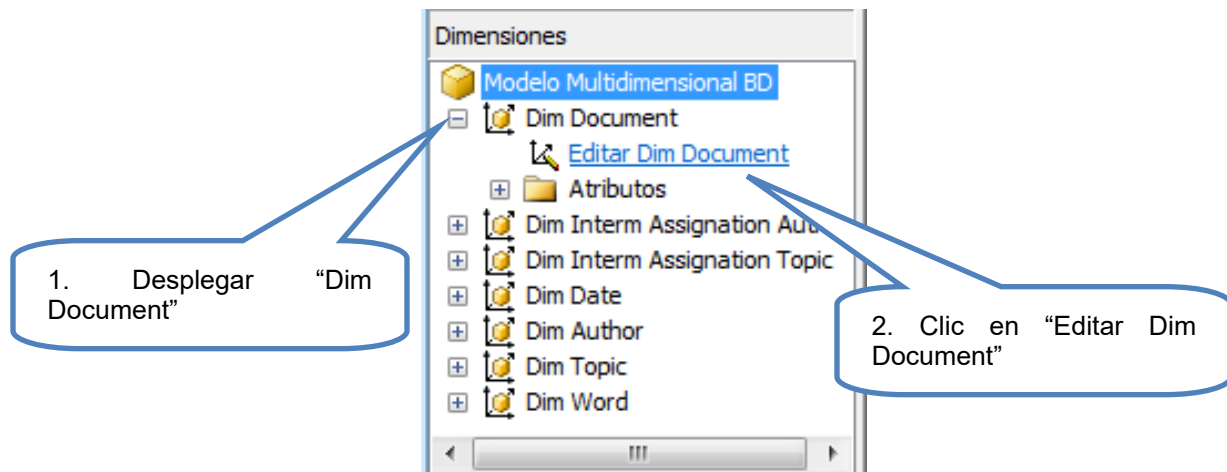 Dimensiones
Modelo Multidimensional BD
Dim Document
Editar Dim Document
Atributos
Dim Interm Assignation Aut
Dim Interm Assignation Topic
Dim Date
Dim Author
Dim Topic
Dim Word
1. Desplegar “Dim
Document”
2. Clic en “Editar Dim
Document”